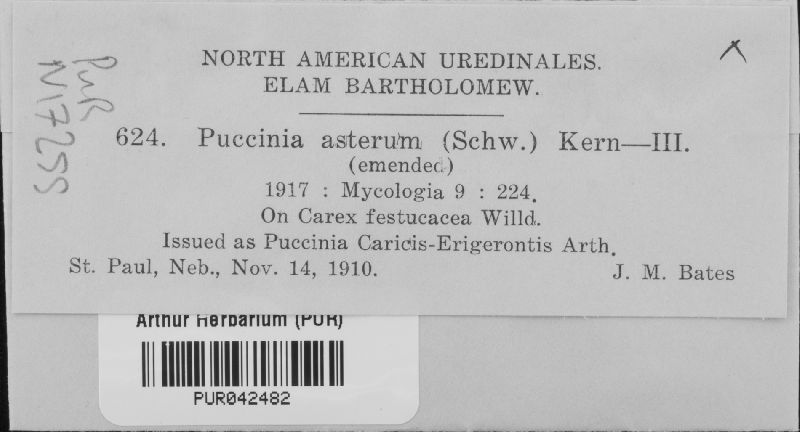 NORTH AMERICAN UREDINALES.
ELAM BARTHOLOMEW.
624. Puccinia asterum (Schw.) Kern—III.
(emended)
1917 : Mycologia 9 : 224.
On Carex festucacea Willd.
Issued as Puccinia Caricis-Erigerontis Arth.
St. Paul, Neb., Nov. 14, 1910. J. M. Bates
PUR
N17255
Arthur Herbarium (PUR)
PUR042482